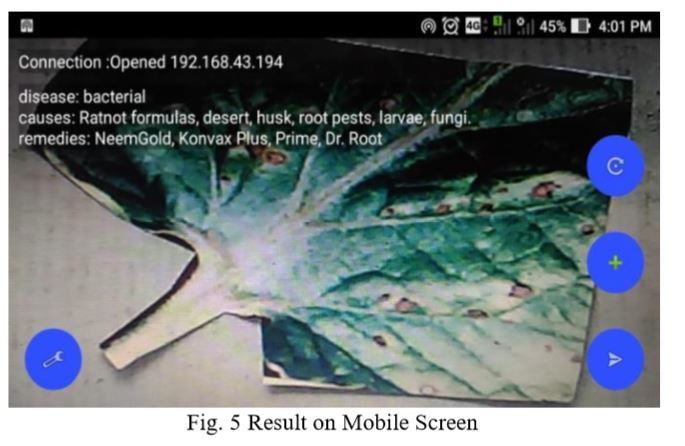 4G 1 45% 4:01 PM
Connection :Opened 192.168.43.194
disease: bacterial
causes: Ratnot formulas, desert, husk, root pests, larvae, fungi.
remedies: NeemGold, Konvax Plus, Prime, Dr. Root
Fig. 5 Result on Mobile Screen